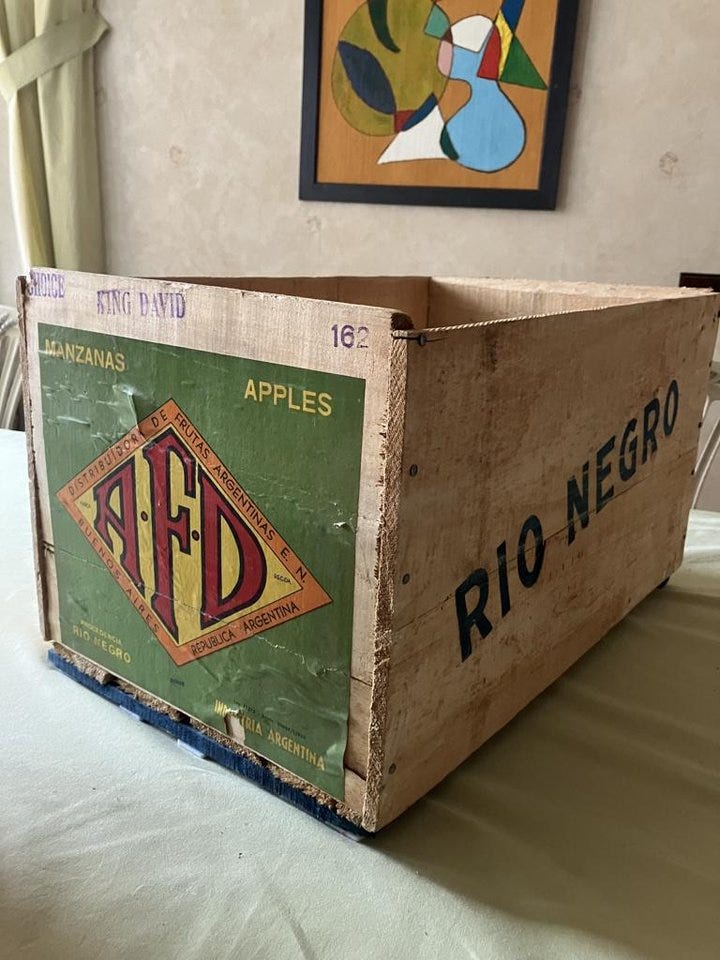 CHOICE
KING DAVID
162
MANZANAS
APPLES
DISTRIBUIDORA DE FRUTAS ARGENTINAS E. N.
A·F·D
BUENOS AIRES
REPUBLICA ARGENTINA
PROCEDENCIA
RIO NEGRO
INDUSTRIA ARGENTINA
RIO NEGRO